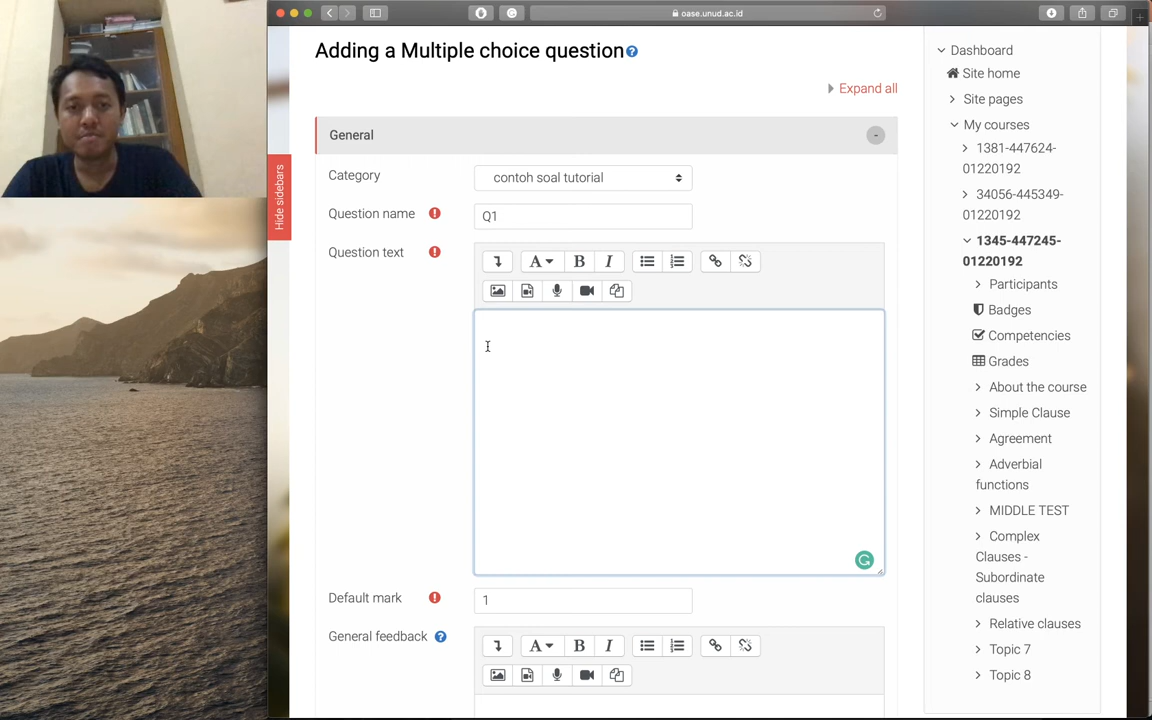 oase.unud.ac.id
Adding a Multiple choice question
Expand all
General
Category
contoh soal tutorial
Question name
Q1
Question text
A B I
Default mark
1
General feedback
A B I
Hide sidebars
Dashboard
Site home
Site pages
My courses
1381-447624-
01220192
34056-445349-
01220192
1345-447245-
01220192
Participants
Badges
Competencies
Grades
About the course
Simple Clause
Agreement
Adverbial
functions
MIDDLE TEST
Complex
Clauses -
Subordinate
clauses
Relative clauses
Topic 7
Topic 8